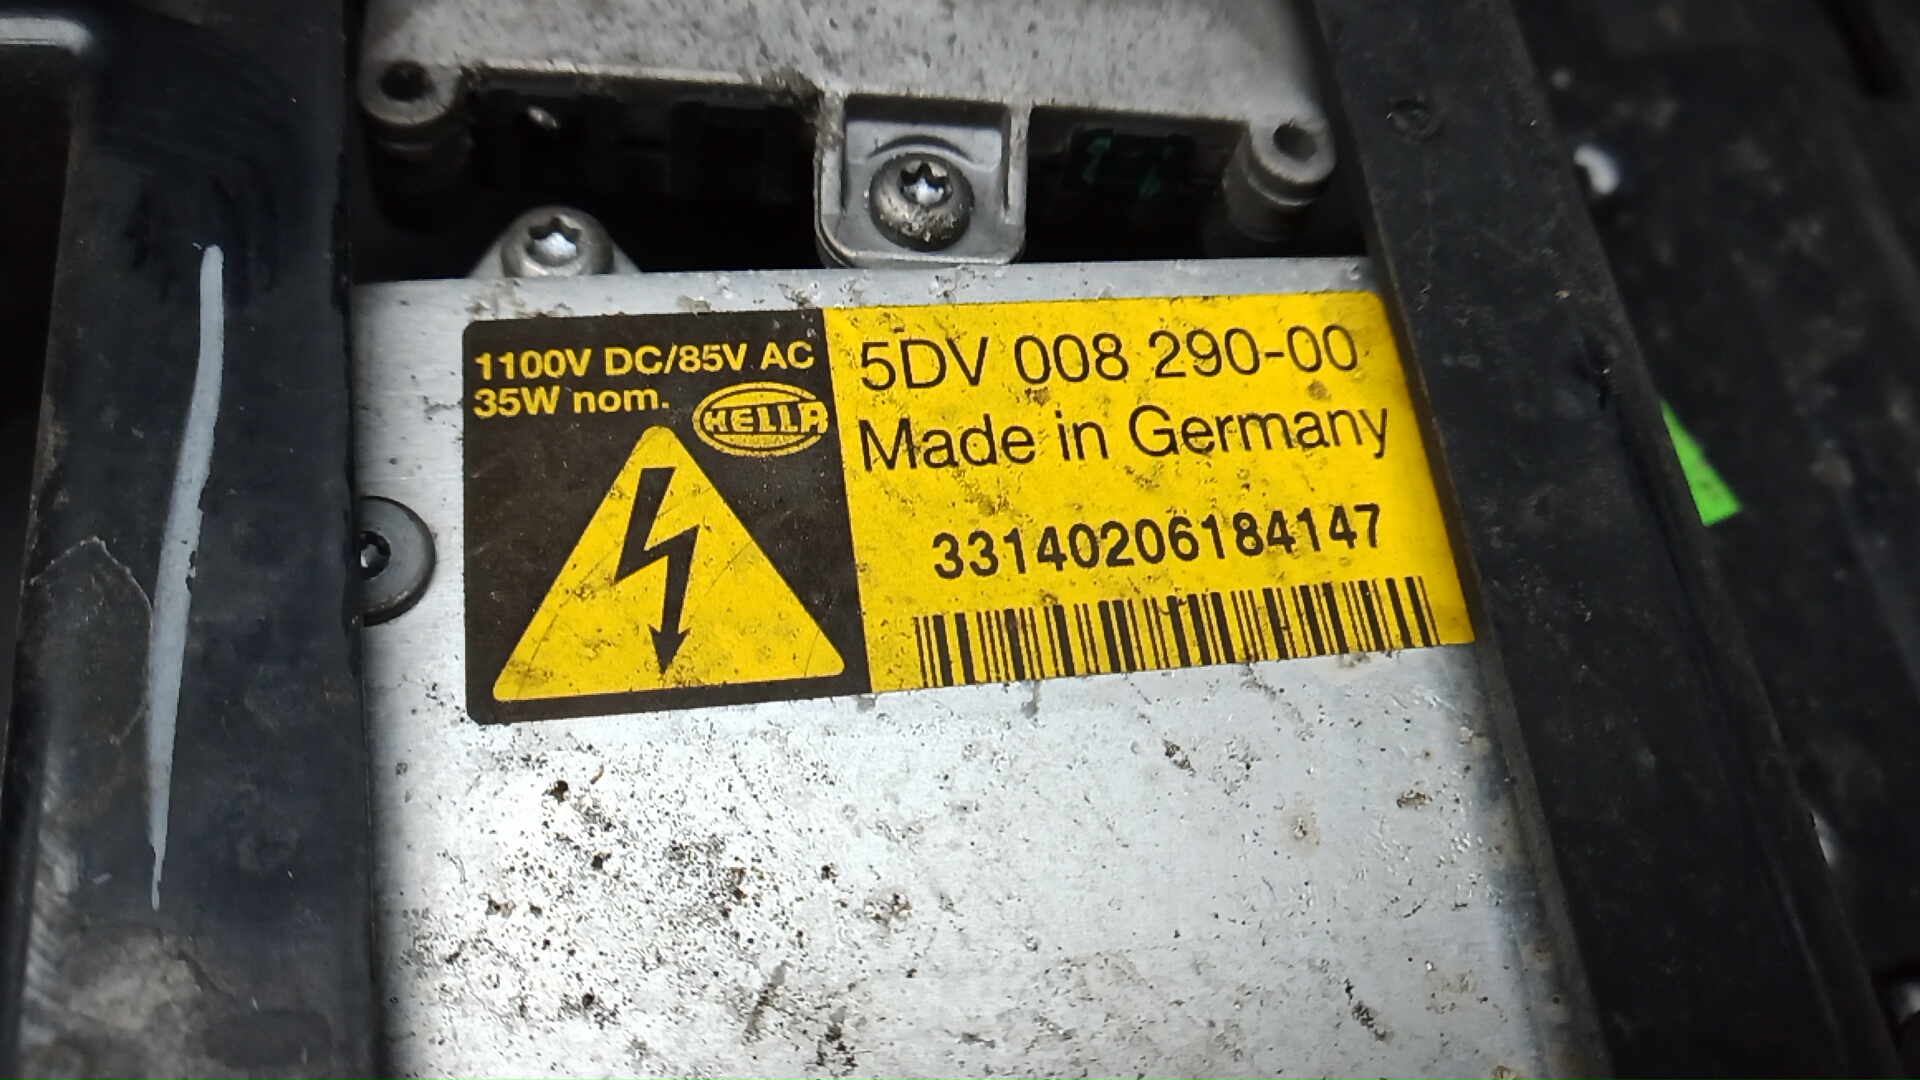 1100V DC/85V AC
35W nom.
HELLA
5DV 008 290-00
Made in Germany
33140206184147